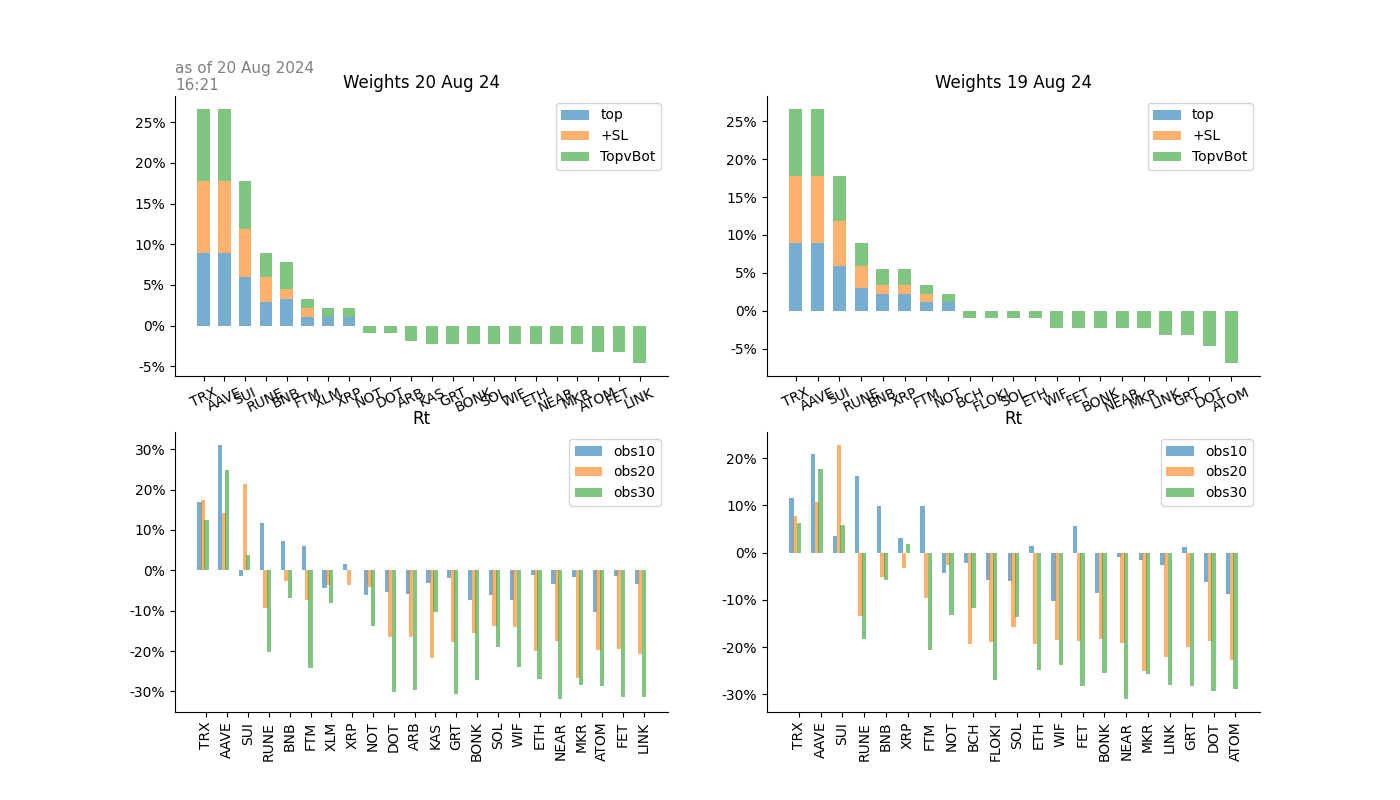 as of 20 Aug 2024
16:21
Weights 20 Aug 24
25%
20%
15%
10%
5%
0%
-5%
top
+SL
TopvBot
TRX AAVE SUI RUNE BNB FTM XLM XRP NOT DOT ARB KAS GRT BONK SOL WIF ETH NEAR MKR ATOM FET LINK
Weights 19 Aug 24
25%
20%
15%
10%
5%
0%
-5%
top
+SL
TopvBot
TRX AAVE SUI RUNE BNB XRP FTM NOT BCH FLOKI SOL ETH WIF FET BONK NEAR MKR LINK GRT DOT ATOM
Rt
30%
20%
10%
0%
-10%
-20%
-30%
obs10
obs20
obs30
TRX AAVE SUI RUNE BNB FTM XLM XRP NOT DOT ARB KAS GRT BONK SOL WIF ETH NEAR MKR ATOM FET LINK
Rt
20%
10%
0%
-10%
-20%
-30%
obs10
obs20
obs30
TRX AAVE SUI RUNE BNB XRP FTM NOT BCH FLOKI SOL ETH WIF FET BONK NEAR MKR LINK GRT DOT ATOM